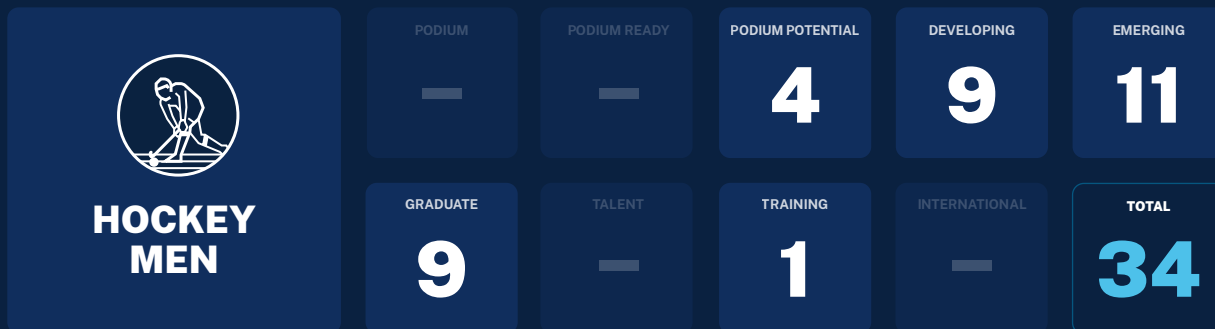 HOCKEY
MEN
PODIUM
—
PODIUM READY
—
PODIUM POTENTIAL
4
DEVELOPING
9
EMERGING
11
GRADUATE
9
TALENT
—
TRAINING
1
INTERNATIONAL
—
TOTAL
34